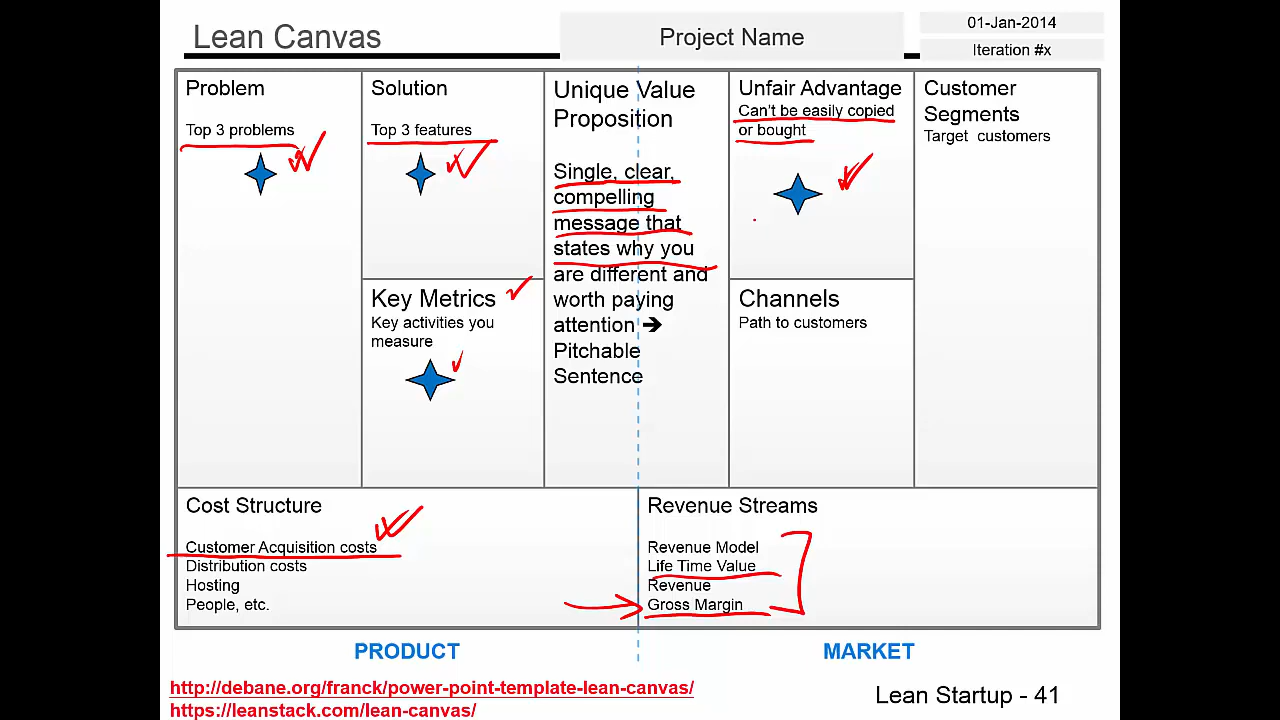 Lean Canvas
Project Name
01-Jan-2014
Iteration #x
Problem
Top 3 problems
Solution
Top 3 features
Key Metrics
Key activities you
measure
Unique Value
Proposition
Single, clear,
compelling
message that
states why you
are different and
worth paying
attention ➔
Pitchable
Sentence
Unfair Advantage
Can't be easily copied
or bought
Channels
Path to customers
Customer
Segments
Target customers
Cost Structure
Customer Acquisition costs
Distribution costs
Hosting
People, etc.
Revenue Streams
Revenue Model
Life Time Value
Revenue
Gross Margin
PRODUCT
MARKET
http://debane.org/franck/power-point-template-lean-canvas/
https://leanstack.com/lean-canvas/
Lean Startup - 41